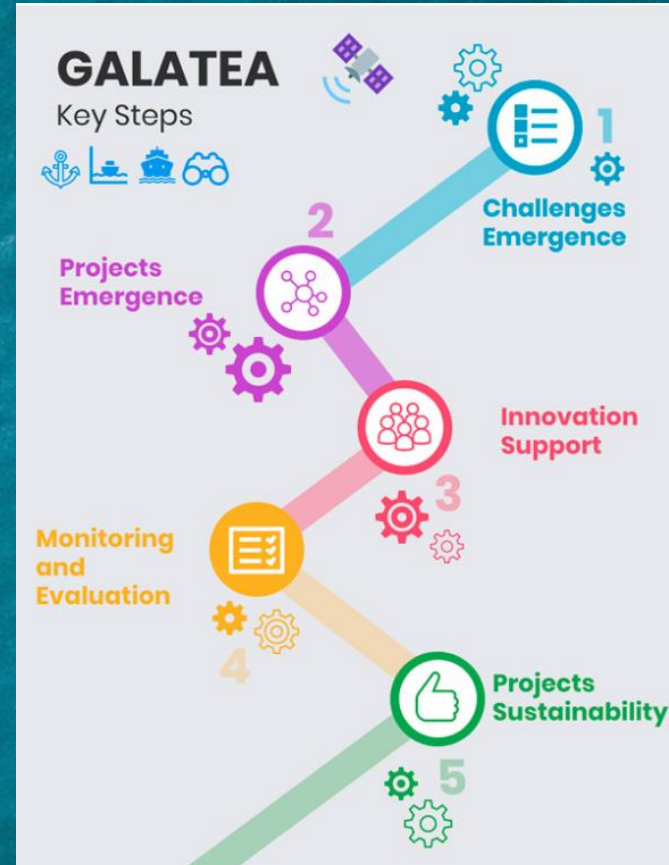 GALATEA
Key Steps
1
Challenges
Emergence
2
Projects
Emergence
Innovation
Support
3
Monitoring
and
Evaluation
4
Projects
Sustainability
5